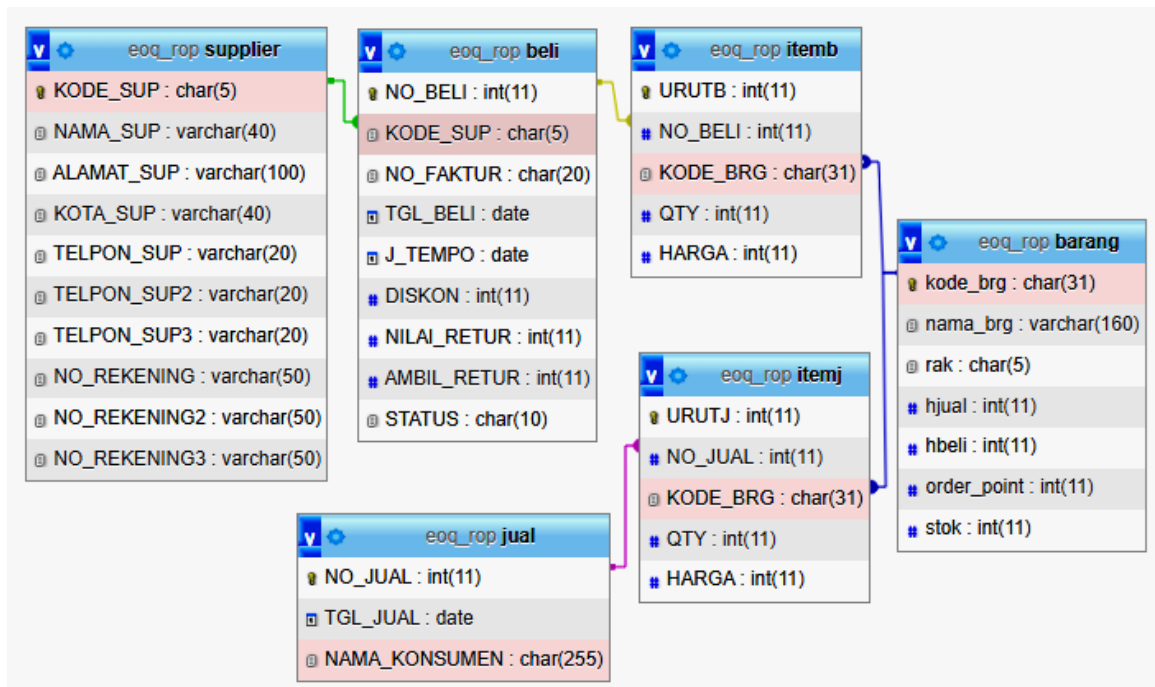 eoq_rop supplier
KODE_SUP : char(5)
NAMA_SUP : varchar(40)
ALAMAT_SUP : varchar(100)
KOTA_SUP : varchar(40)
TELPON_SUP : varchar(20)
TELPON_SUP2 : varchar(20)
TELPON_SUP3 : varchar(20)
NO_REKENING : varchar(50)
NO_REKENING2 : varchar(50)
NO_REKENING3 : varchar(50)
eoq_rop beli
NO_BELI : int(11)
KODE_SUP : char(5)
NO_FAKTUR : char(20)
TGL_BELI : date
J_TEMPO : date
DISKON : int(11)
NILAI_RETUR : int(11)
AMBIL_RETUR : int(11)
STATUS : char(10)
eoq_rop itemb
URUTB : int(11)
NO_BELI : int(11)
KODE_BRG : char(31)
QTY : int(11)
HARGA : int(11)
eoq_rop barang
kode_brg : char(31)
nama_brg : varchar(160)
rak : char(5)
hjual : int(11)
hbeli : int(11)
order_point : int(11)
stok : int(11)
eoq_rop itemj
URUTJ : int(11)
NO_JUAL : int(11)
KODE_BRG : char(31)
QTY : int(11)
HARGA : int(11)
eoq_rop jual
NO_JUAL : int(11)
TGL_JUAL : date
NAMA_KONSUMEN : char(255)